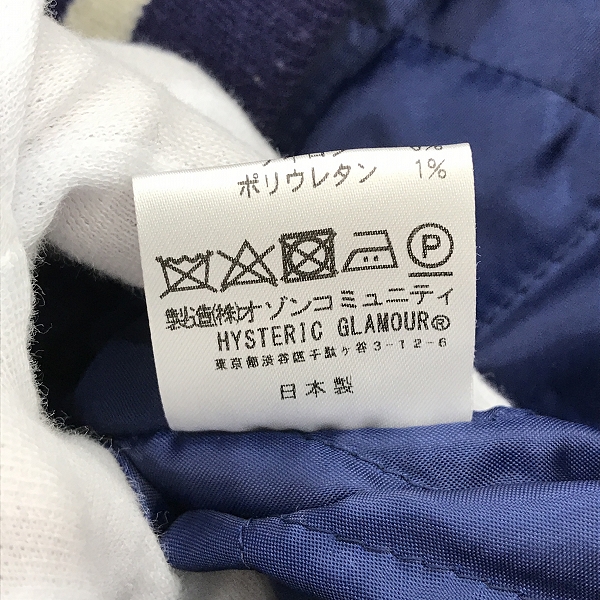 ポリウレタン 1%
P
製造(株)オゾンコミュニティ
HYSTERIC GLAMOUR®
東京都渋谷区千駄ヶ谷3-12-6
日本製